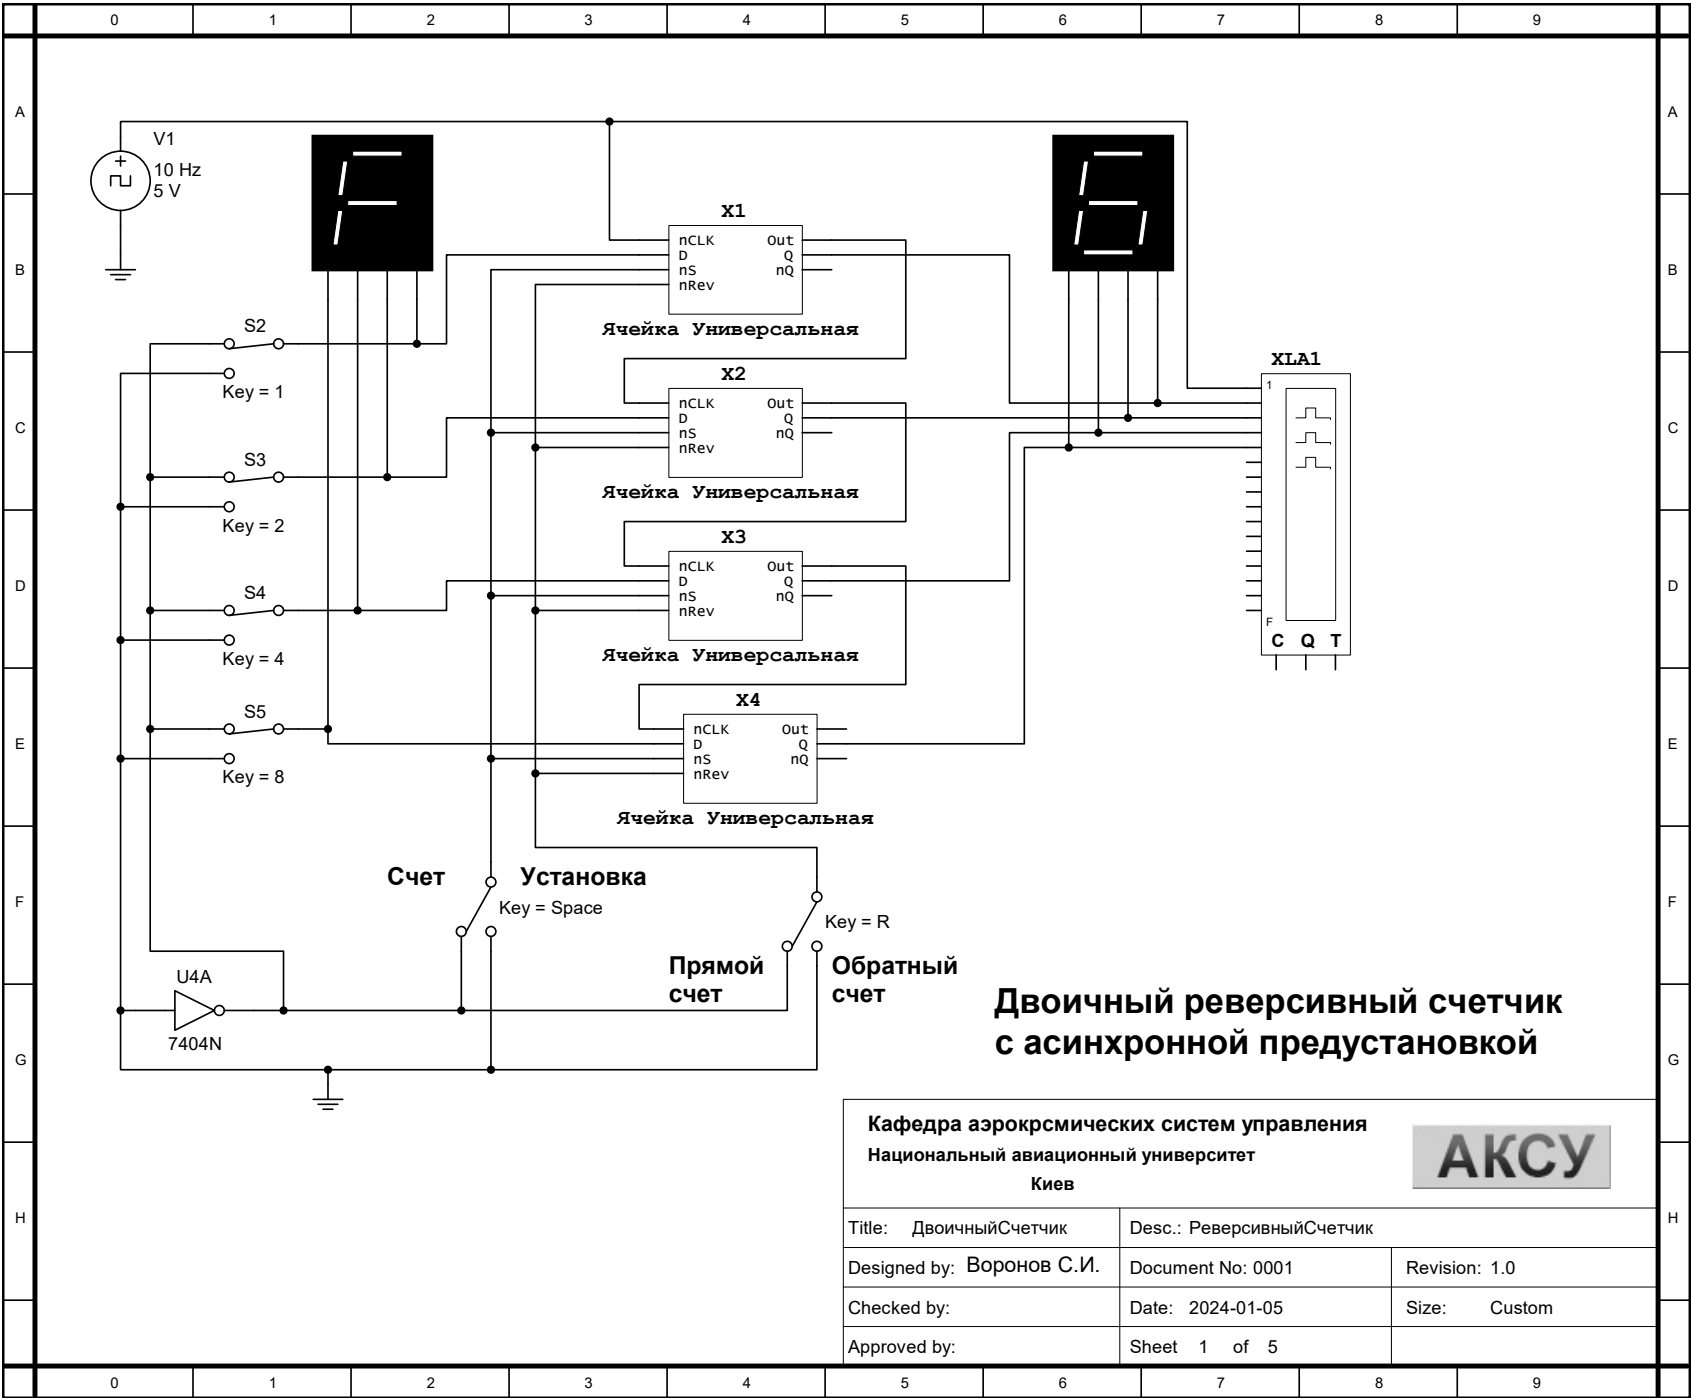 0 1 2 3 4 5 6 7 8 9
A A
V1
10 Hz
5 V
X1
nCLK Out
D Q
nS nQ
nRev
Ячейка Универсальная
B B
S2
Key = 1
XLA1
1
X2
nCLK Out
D Q
nS nQ
nRev
Ячейка Универсальная
C C
S3
Key = 2
X3
nCLK Out
D Q
nS nQ
nRev
Ячейка Универсальная
D D
S4
Key = 4
F
C Q T
X4
nCLK Out
D Q
nS nQ
nRev
Ячейка Универсальная
E E
S5
Key = 8
Счет Установка
Key = Space
F F
Key = R
Прямой
счет
Обратный
счет
U4A
7404N
Двоичный реверсивный счетчик
с асинхронной предустановкой
G G
Кафедра аэрокрсмических систем управления
Национальный авиационный университет
Киев
АКСУ
H H
Title: ДвоичныйСчетчик Desc.: РеверсивныйСчетчик
Designed by: Воронов С.И. Document No: 0001 Revision: 1.0
Checked by: Date: 2024-01-05 Size: Custom
Approved by: Sheet 1 of 5
0 1 2 3 4 5 6 7 8 9